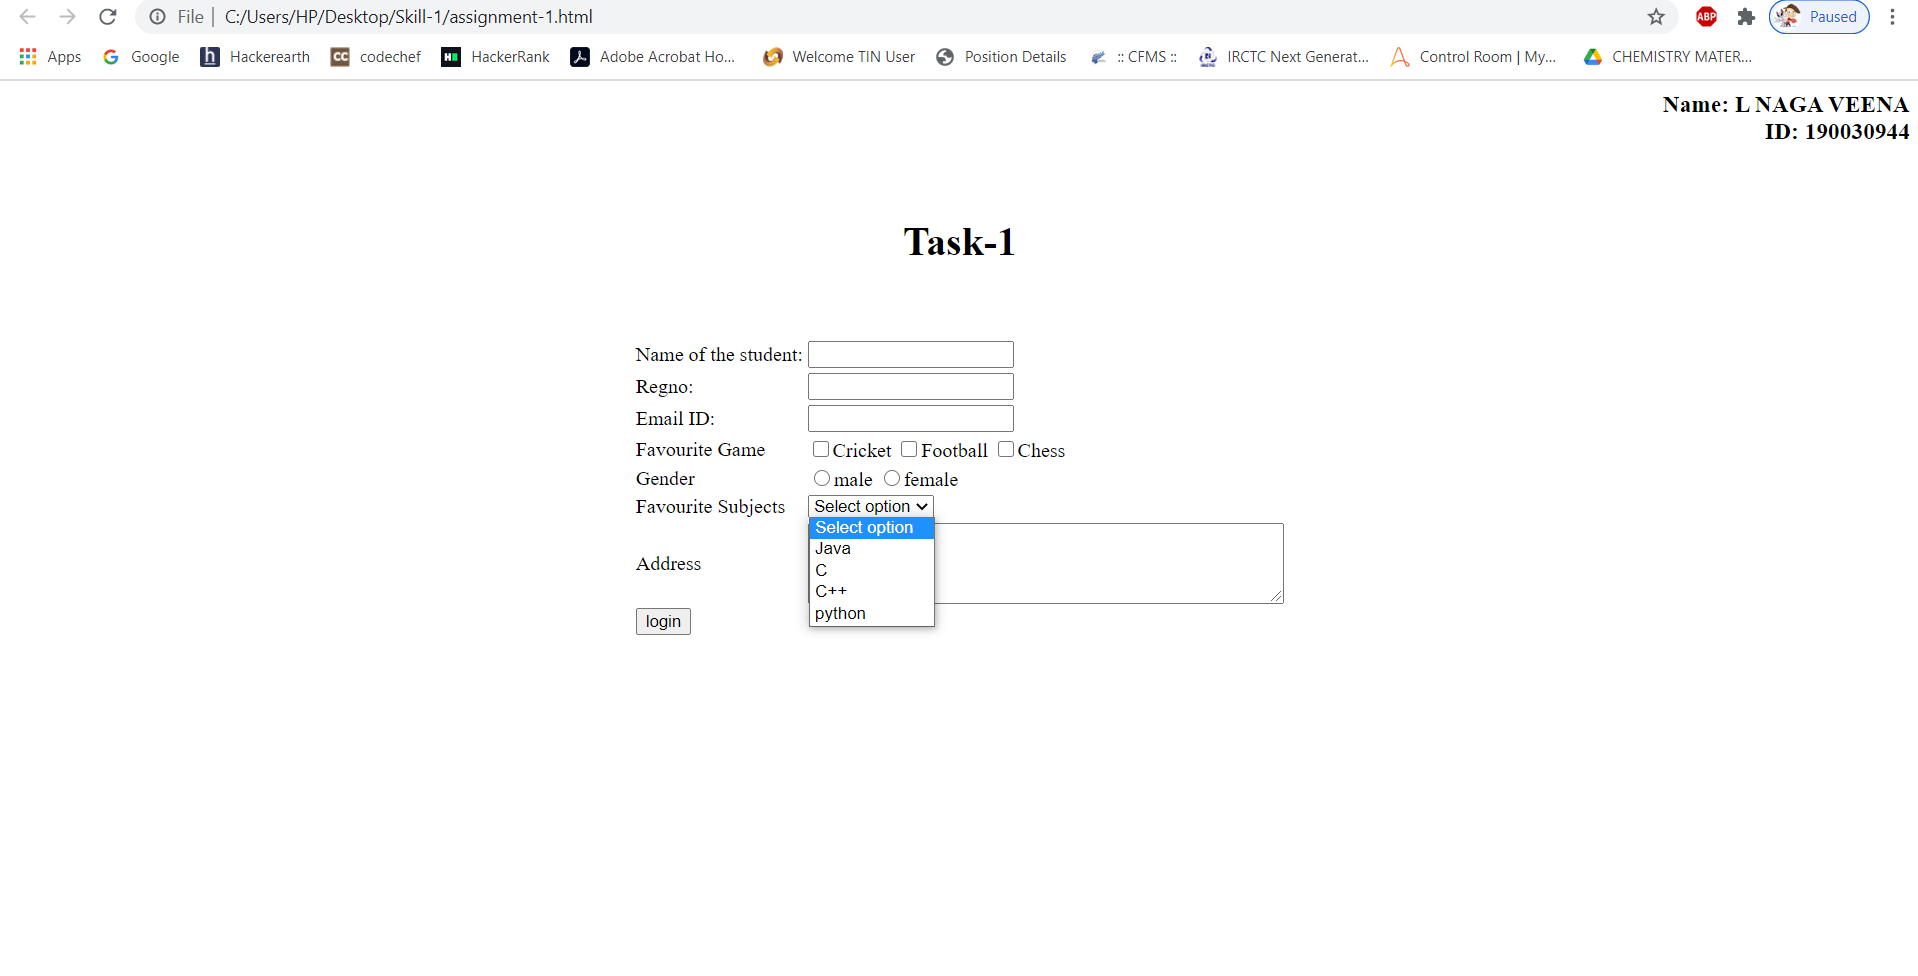 File | C:/Users/HP/Desktop/Skill-1/assignment-1.html ABP Paused
Apps Google h Hackerearth CC codechef H HackerRank Adobe Acrobat Ho... Welcome TIN User Position Details :: CFMS :: IRCTC Next Generat... Control Room | My... CHEMISTRY MATER...
Name: L NAGA VEENA
ID: 190030944
Task-1
Name of the student:
Regno:
Email ID:
Favourite Game Cricket Football Chess
Gender male female
Favourite Subjects Select option
Select option
Java
Address
C
C++
python
login